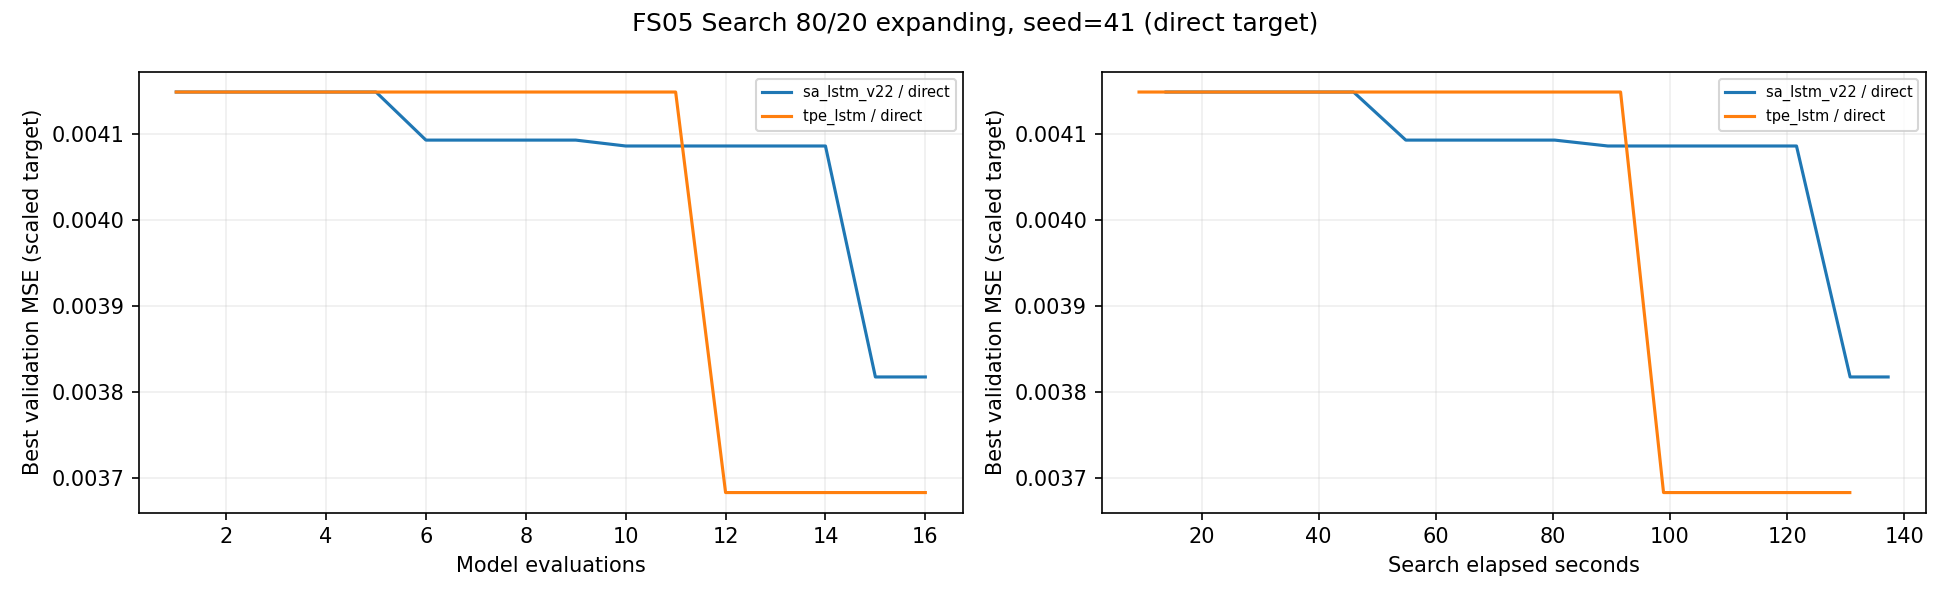 FS05 Search 80/20 expanding, seed=41 (direct target)
Best validation MSE (scaled target)
0.0041
0.0040
0.0039
0.0038
0.0037
sa_lstm_v22 / direct
tpe_lstm / direct
2 4 6 8 10 12 14 16
Model evaluations
Best validation MSE (scaled target)
0.0041
0.0040
0.0039
0.0038
0.0037
sa_lstm_v22 / direct
tpe_lstm / direct
20 40 60 80 100 120 140
Search elapsed seconds